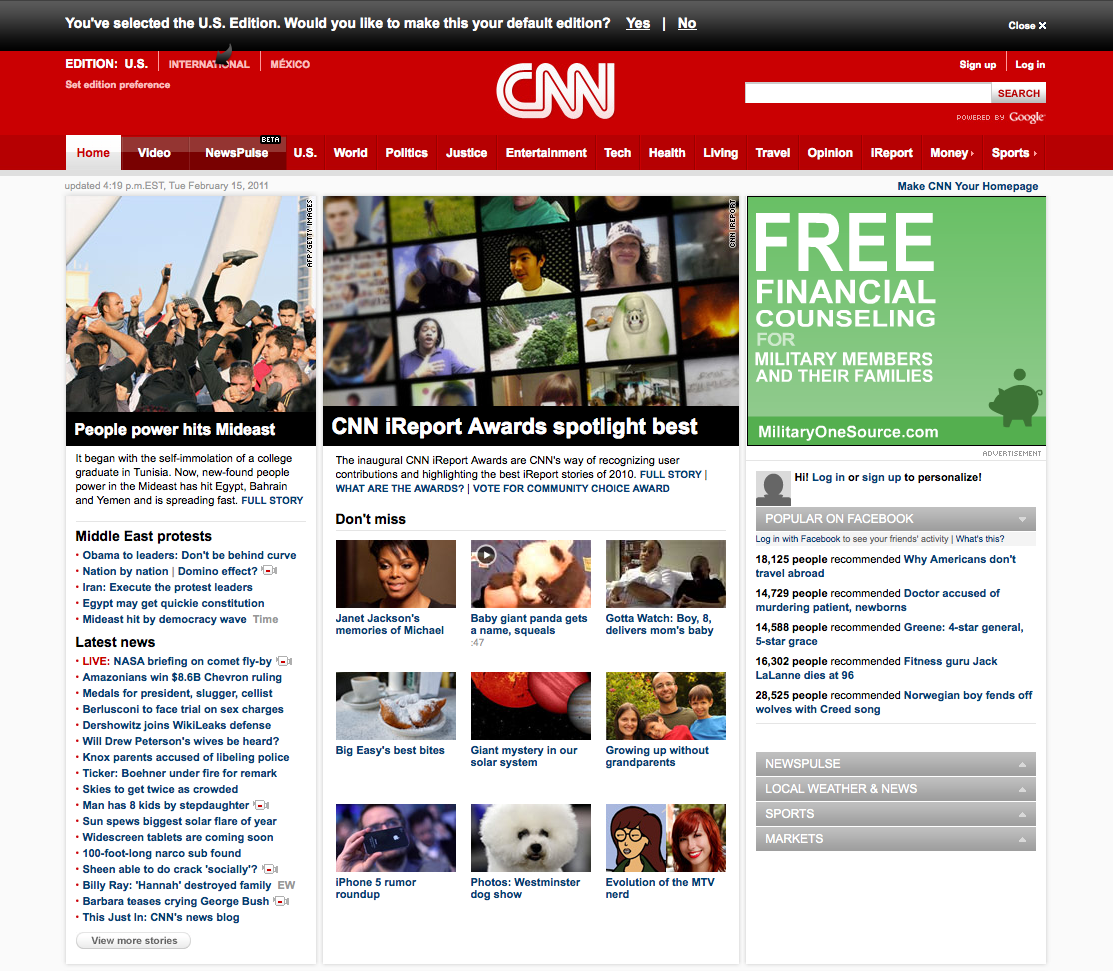 You've selected the U.S. Edition. Would you like to make this your default edition? Yes | No
Close ✕
EDITION: U.S. INTERNATIONAL MÉXICO
Set edition preference
CNN
Sign up Log in
SEARCH
POWERED BY Google
BETA
Home Video NewsPulse U.S. World Politics Justice Entertainment Tech Health Living Travel Opinion iReport Money Sports
updated 4:19 p.m.EST, Tue February 15, 2011
Make CNN Your Homepage
AFP/GETTY IMAGES
People power hits Mideast
It began with the self-immolation of a college
graduate in Tunisia. Now, new-found people
power in the Mideast has hit Egypt, Bahrain
and Yemen and is spreading fast. FULL STORY
Middle East protests
• Obama to leaders: Don't be behind curve
• Nation by nation | Domino effect?
• Iran: Execute the protest leaders
• Egypt may get quickie constitution
• Mideast hit by democracy wave Time
Latest news
• LIVE: NASA briefing on comet fly-by
• Amazonians win $8.6B Chevron ruling
• Medals for president, slugger, cellist
• Berlusconi to face trial on sex charges
• Dershowitz joins WikiLeaks defense
• Will Drew Peterson's wives be heard?
• Knox parents accused of libeling police
• Ticker: Boehner under fire for remark
• Skies to get twice as crowded
• Man has 8 kids by stepdaughter
• Sun spews biggest solar flare of year
• Widescreen tablets are coming soon
• 100-foot-long narco sub found
• Sheen able to do crack 'socially'?
• Billy Ray: 'Hannah' destroyed family EW
• Barbara teases crying George Bush
• This Just In: CNN's news blog
View more stories
CNN IREPORT
CNN iReport Awards spotlight best
The inaugural CNN iReport Awards are CNN's way of recognizing user
contributions and highlighting the best iReport stories of 2010. FULL STORY |
WHAT ARE THE AWARDS? | VOTE FOR COMMUNITY CHOICE AWARD
Don't miss
Janet Jackson's
memories of Michael
Baby giant panda gets
a name, squeals
:47
Gotta Watch: Boy, 8,
delivers mom's baby
Big Easy's best bites
Giant mystery in our
solar system
Growing up without
grandparents
iPhone 5 rumor
roundup
Photos: Westminster
dog show
Evolution of the MTV
nerd
FREE
FINANCIAL
COUNSELING
FOR
MILITARY MEMBERS
AND THEIR FAMILIES
MilitaryOneSource.com
ADVERTISEMENT
Hi! Log in or sign up to personalize!
POPULAR ON FACEBOOK
Log in with Facebook to see your friends' activity | What's this?
18,125 people recommended Why Americans don't
travel abroad
14,729 people recommended Doctor accused of
murdering patient, newborns
14,588 people recommended Greene: 4-star general,
5-star grace
16,302 people recommended Fitness guru Jack
LaLanne dies at 96
28,525 people recommended Norwegian boy fends off
wolves with Creed song
NEWSPULSE
LOCAL WEATHER & NEWS
SPORTS
MARKETS